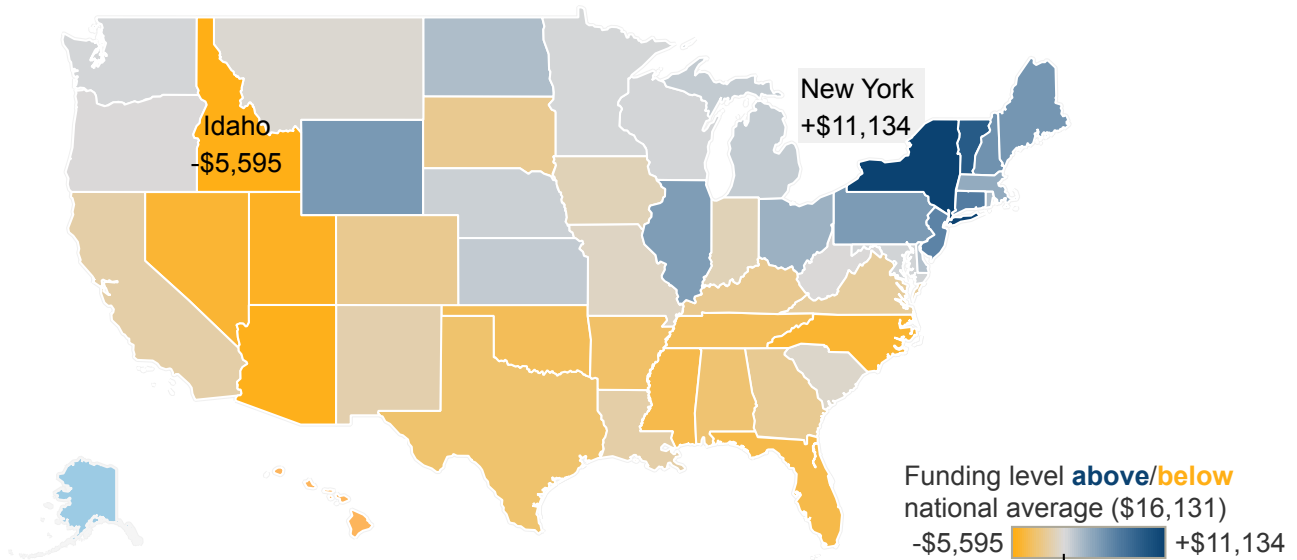 New York
+$11,134
Idaho
-$5,595
Funding level above/below
national average ($16,131)
-$5,595 +$11,134